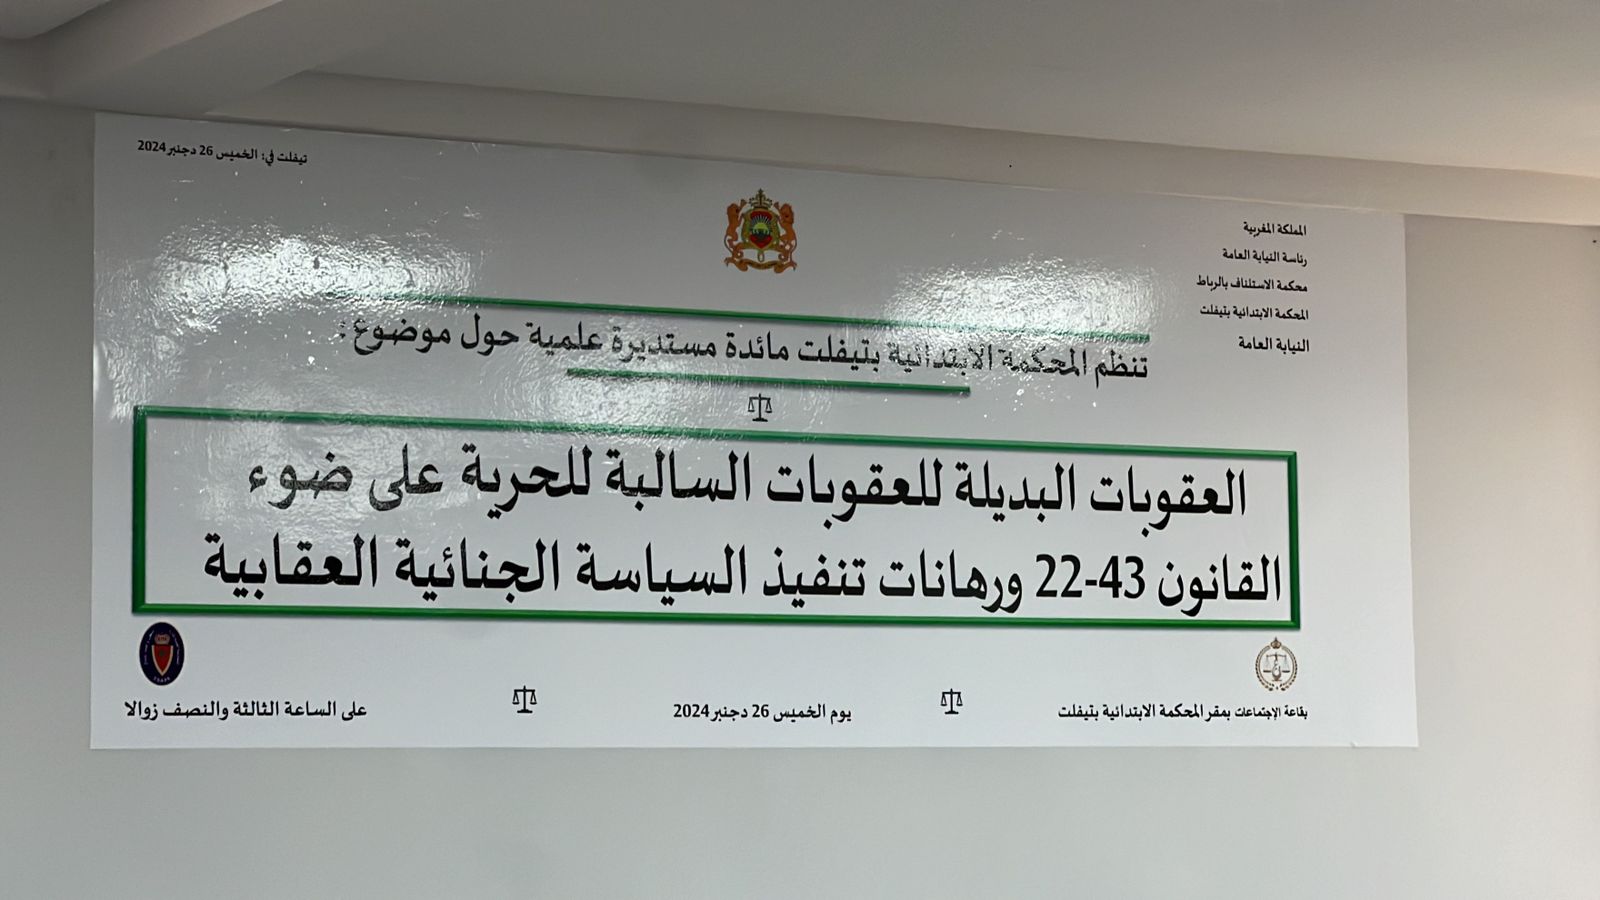 تيفلت في: الخميس 26 دجنبر 2024
المملكة المغربية
رئاسة النيابة العامة
محكمة الاستئناف بالرباط
المحكمة الابتدائية بتيفلت
النيابة العامة
تنظم المحكمة الابتدائية بتيفلت مائدة مستديرة علمية حول موضوع:
العقوبات البديلة للعقوبات السالبة للحرية على ضوء
القانون 43-22 ورهانات تنفيذ السياسة الجنائية العقابية
بقاعة الإجتماعات بمقر المحكمة الابتدائية بتيفلت
يوم الخميس 26 دجنبر 2024
على الساعة الثالثة والنصف زوالا